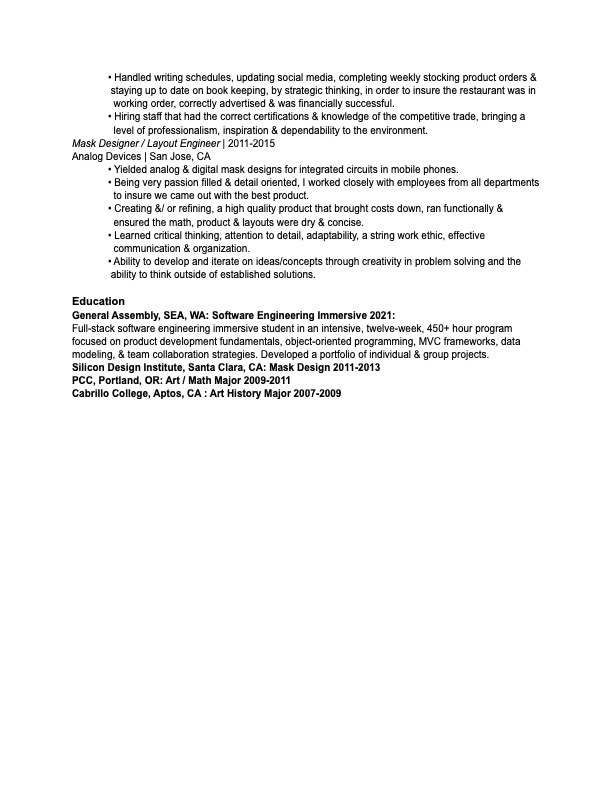 • Handled writing schedules, updating social media, completing weekly stocking product orders &
staying up to date on book keeping, by strategic thinking, in order to insure the restaurant was in
working order, correctly advertised & was financially successful.
• Hiring staff that had the correct certifications & knowledge of the competitive trade, bringing a
level of professionalism, inspiration & dependability to the environment.
Mask Designer / Layout Engineer | 2011-2015
Analog Devices | San Jose, CA
• Yielded analog & digital mask designs for integrated circuits in mobile phones.
• Being very passion filled & detail oriented, I worked closely with employees from all departments
to insure we came out with the best product.
• Creating &/ or refining, a high quality product that brought costs down, ran functionally &
ensured the math, product & layouts were dry & concise.
• Learned critical thinking, attention to detail, adaptability, a string work ethic, effective
communication & organization.
• Ability to develop and iterate on ideas/concepts through creativity in problem solving and the
ability to think outside of established solutions.
Education
General Assembly, SEA, WA: Software Engineering Immersive 2021:
Full-stack software engineering immersive student in an intensive, twelve-week, 450+ hour program
focused on product development fundamentals, object-oriented programming, MVC frameworks, data
modeling, & team collaboration strategies. Developed a portfolio of individual & group projects.
Silicon Design Institute, Santa Clara, CA: Mask Design 2011-2013
PCC, Portland, OR: Art / Math Major 2009-2011
Cabrillo College, Aptos, CA : Art History Major 2007-2009